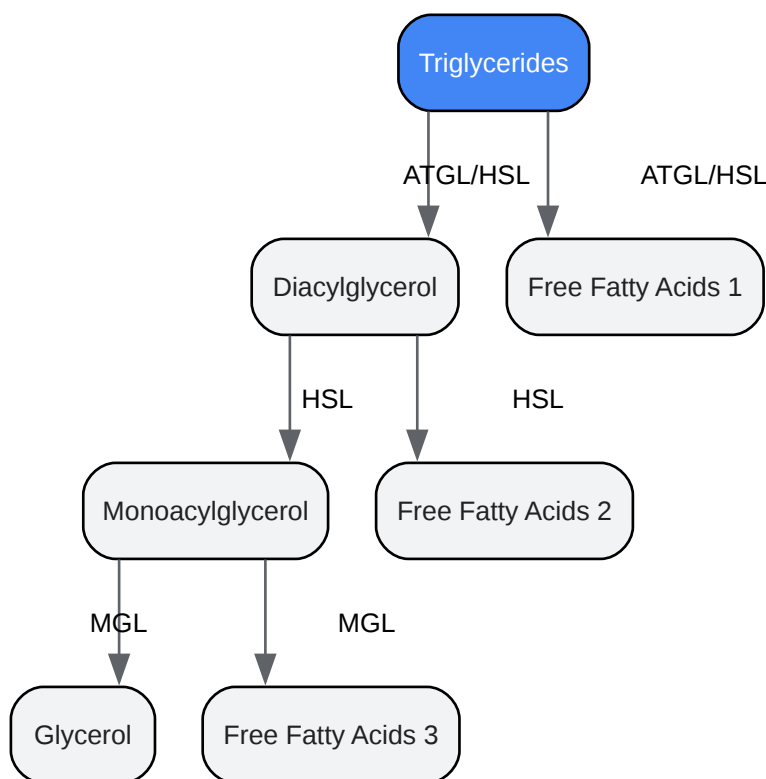 Triglycerides
ATGL/HSL
ATGL/HSL
Diacylglycerol
Free Fatty Acids 1
HSL
HSL
Monoacylglycerol
Free Fatty Acids 2
MGL
MGL
Glycerol
Free Fatty Acids 3